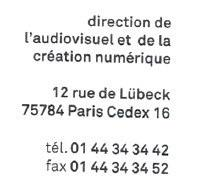 direction de
l'audiovisuel et de la
création numérique
12 rue de Lübeck
75784 Paris Cedex 16
tél. 01 44 34 34 42
fax 01 44 34 34 52